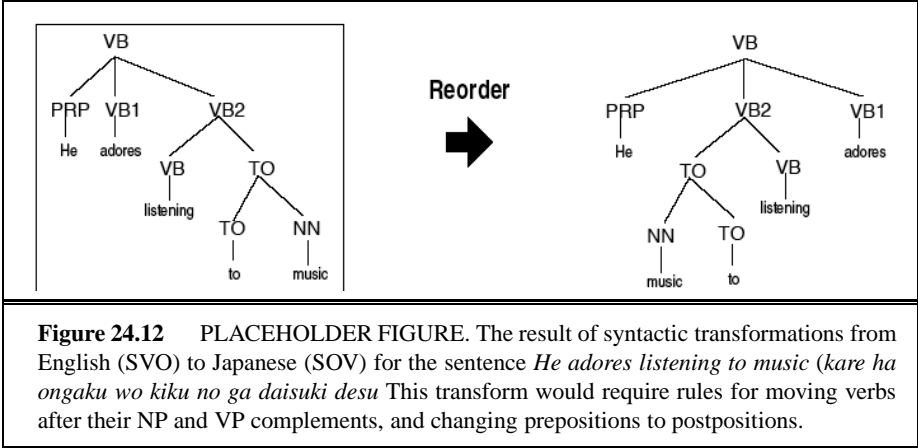 VB VB
Reorder
PRP VB1 VB2 PRP VB2 VB1
He adores VB TO He TO VB adores
listening TO NN NN TO listening
to music music to
Figure 24.12 PLACEHOLDER FIGURE. The result of syntactic transformations from
English (SVO) to Japanese (SOV) for the sentence He adores listening to music (kare ha
ongaku wo kiku no ga daisuki desu This transform would require rules for moving verbs
after their NP and VP complements, and changing prepositions to postpositions.